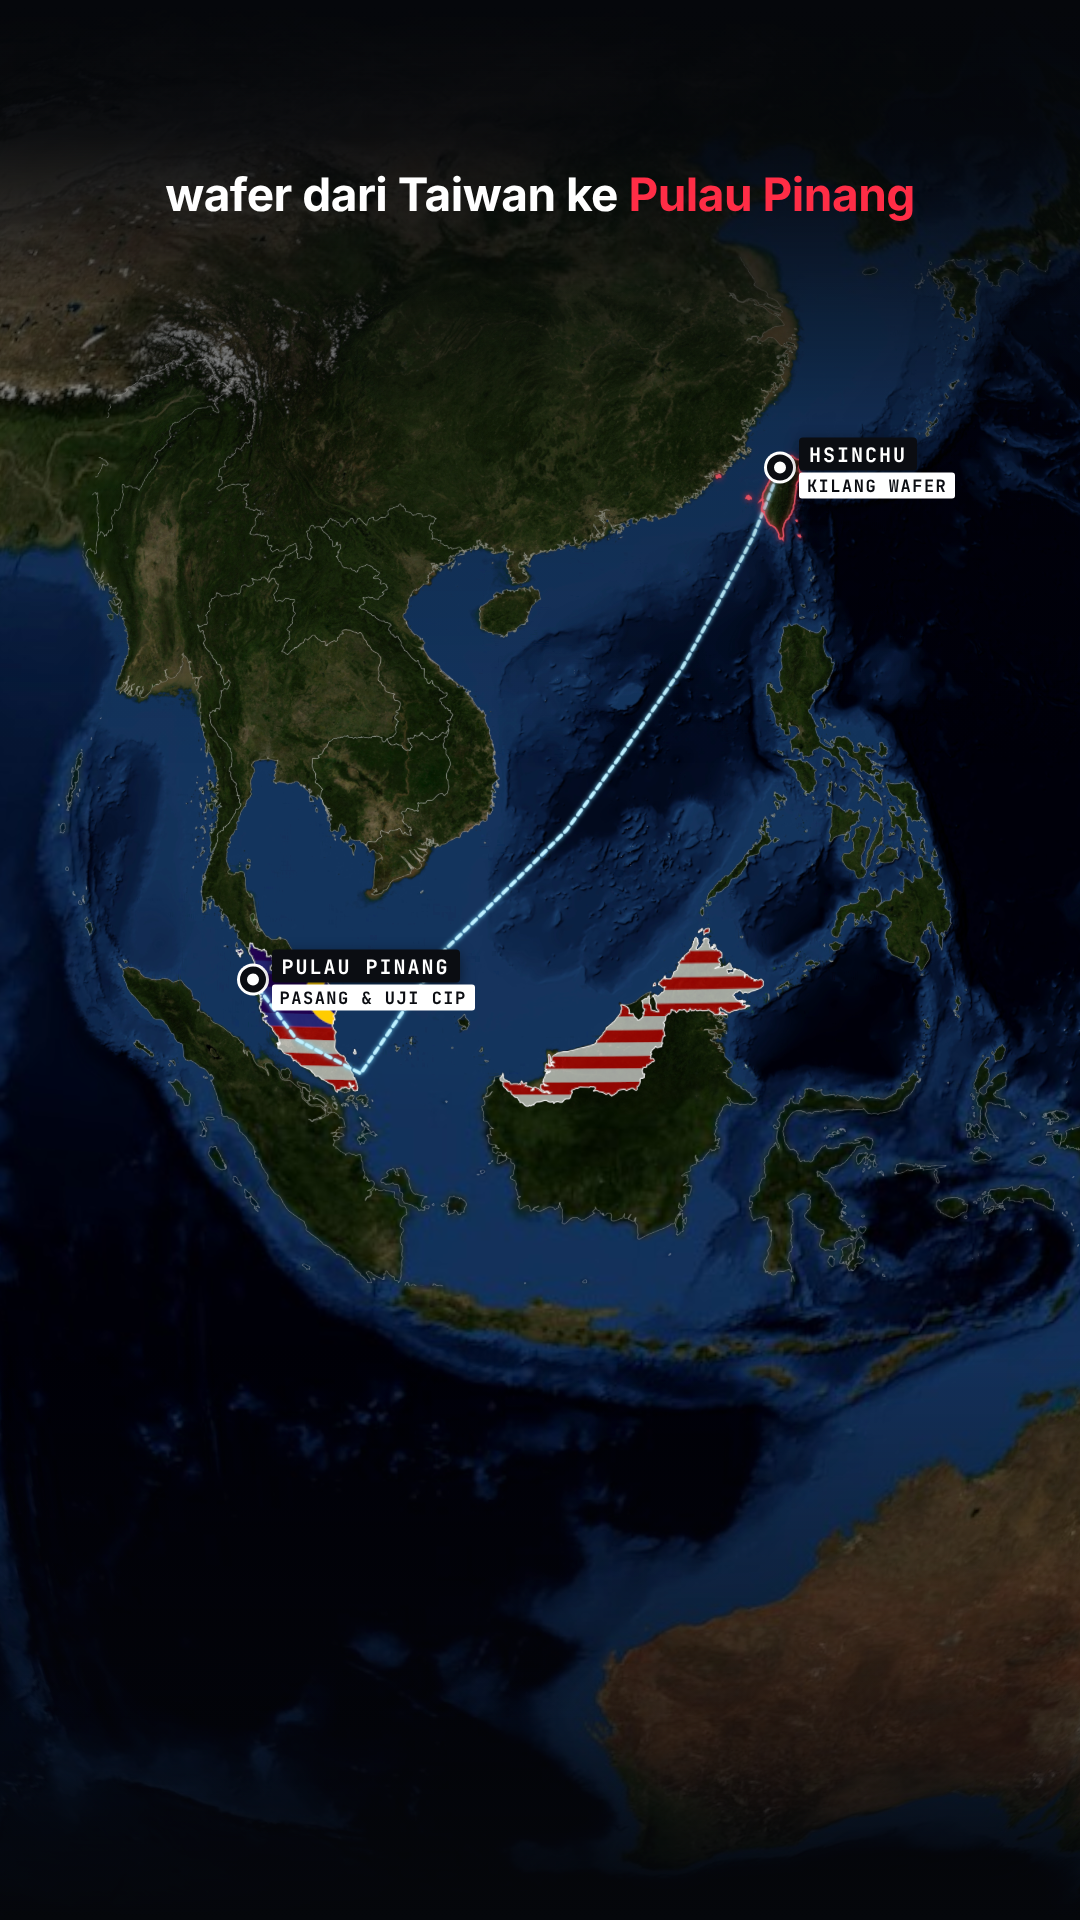 wafer dari Taiwan ke Pulau Pinang
HSINCHU
KILANG WAFER
PULAU PINANG
PASANG & UJI CIP